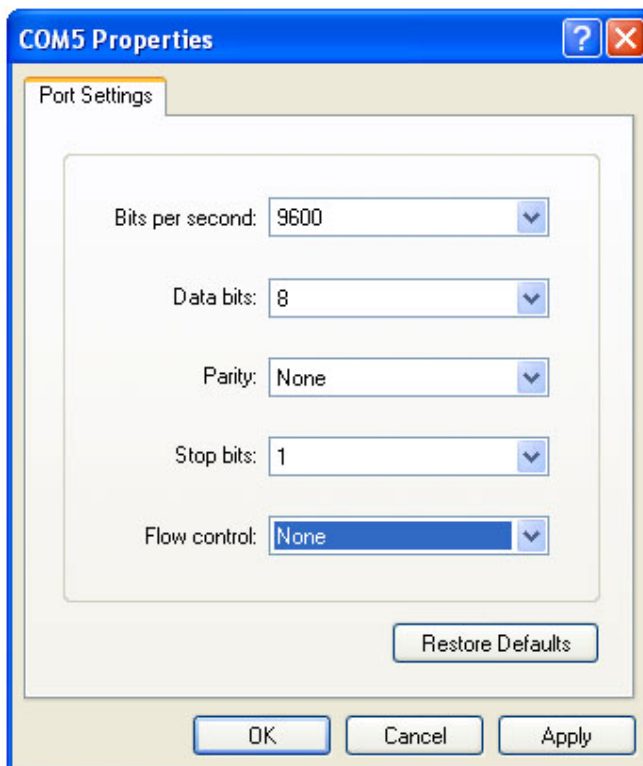 COM5 Properties
Port Settings
Bits per second: 9600
Data bits: 8
Parity: None
Stop bits: 1
Flow control: None
Restore Defaults
OK Cancel Apply